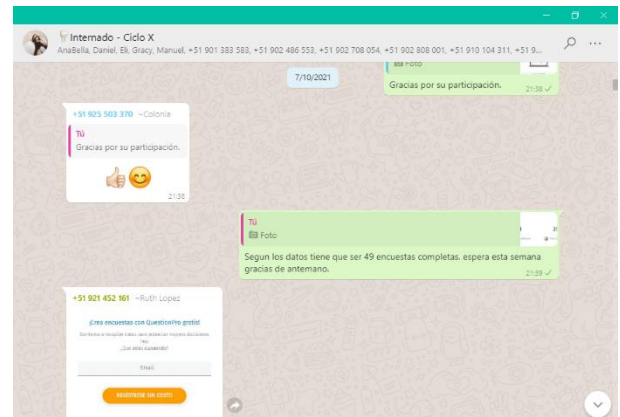 Internado - Ciclo X
AnaBella, Daniel, Eli, Gracy, Manuel, +51 901 383 583, +51 902 486 553, +51 902 708 054, +51 902 808 001, +51 910 104 311, +51 9...
Foto
7/10/2021
Gracias por su participación.
21:38
+51 925 503 370 ~Colonia
Tú
Gracias por su participación.
21:38
Tú
Foto
Segun los datos tiene que ser 49 encuestas completas. espera esta semana
gracias de antemano.
21:39
+51 921 452 161 ~Ruth Lopez
¡Crea encuestas con QuestionPro gratis!
Email
REGÍSTRESE SIN COSTO